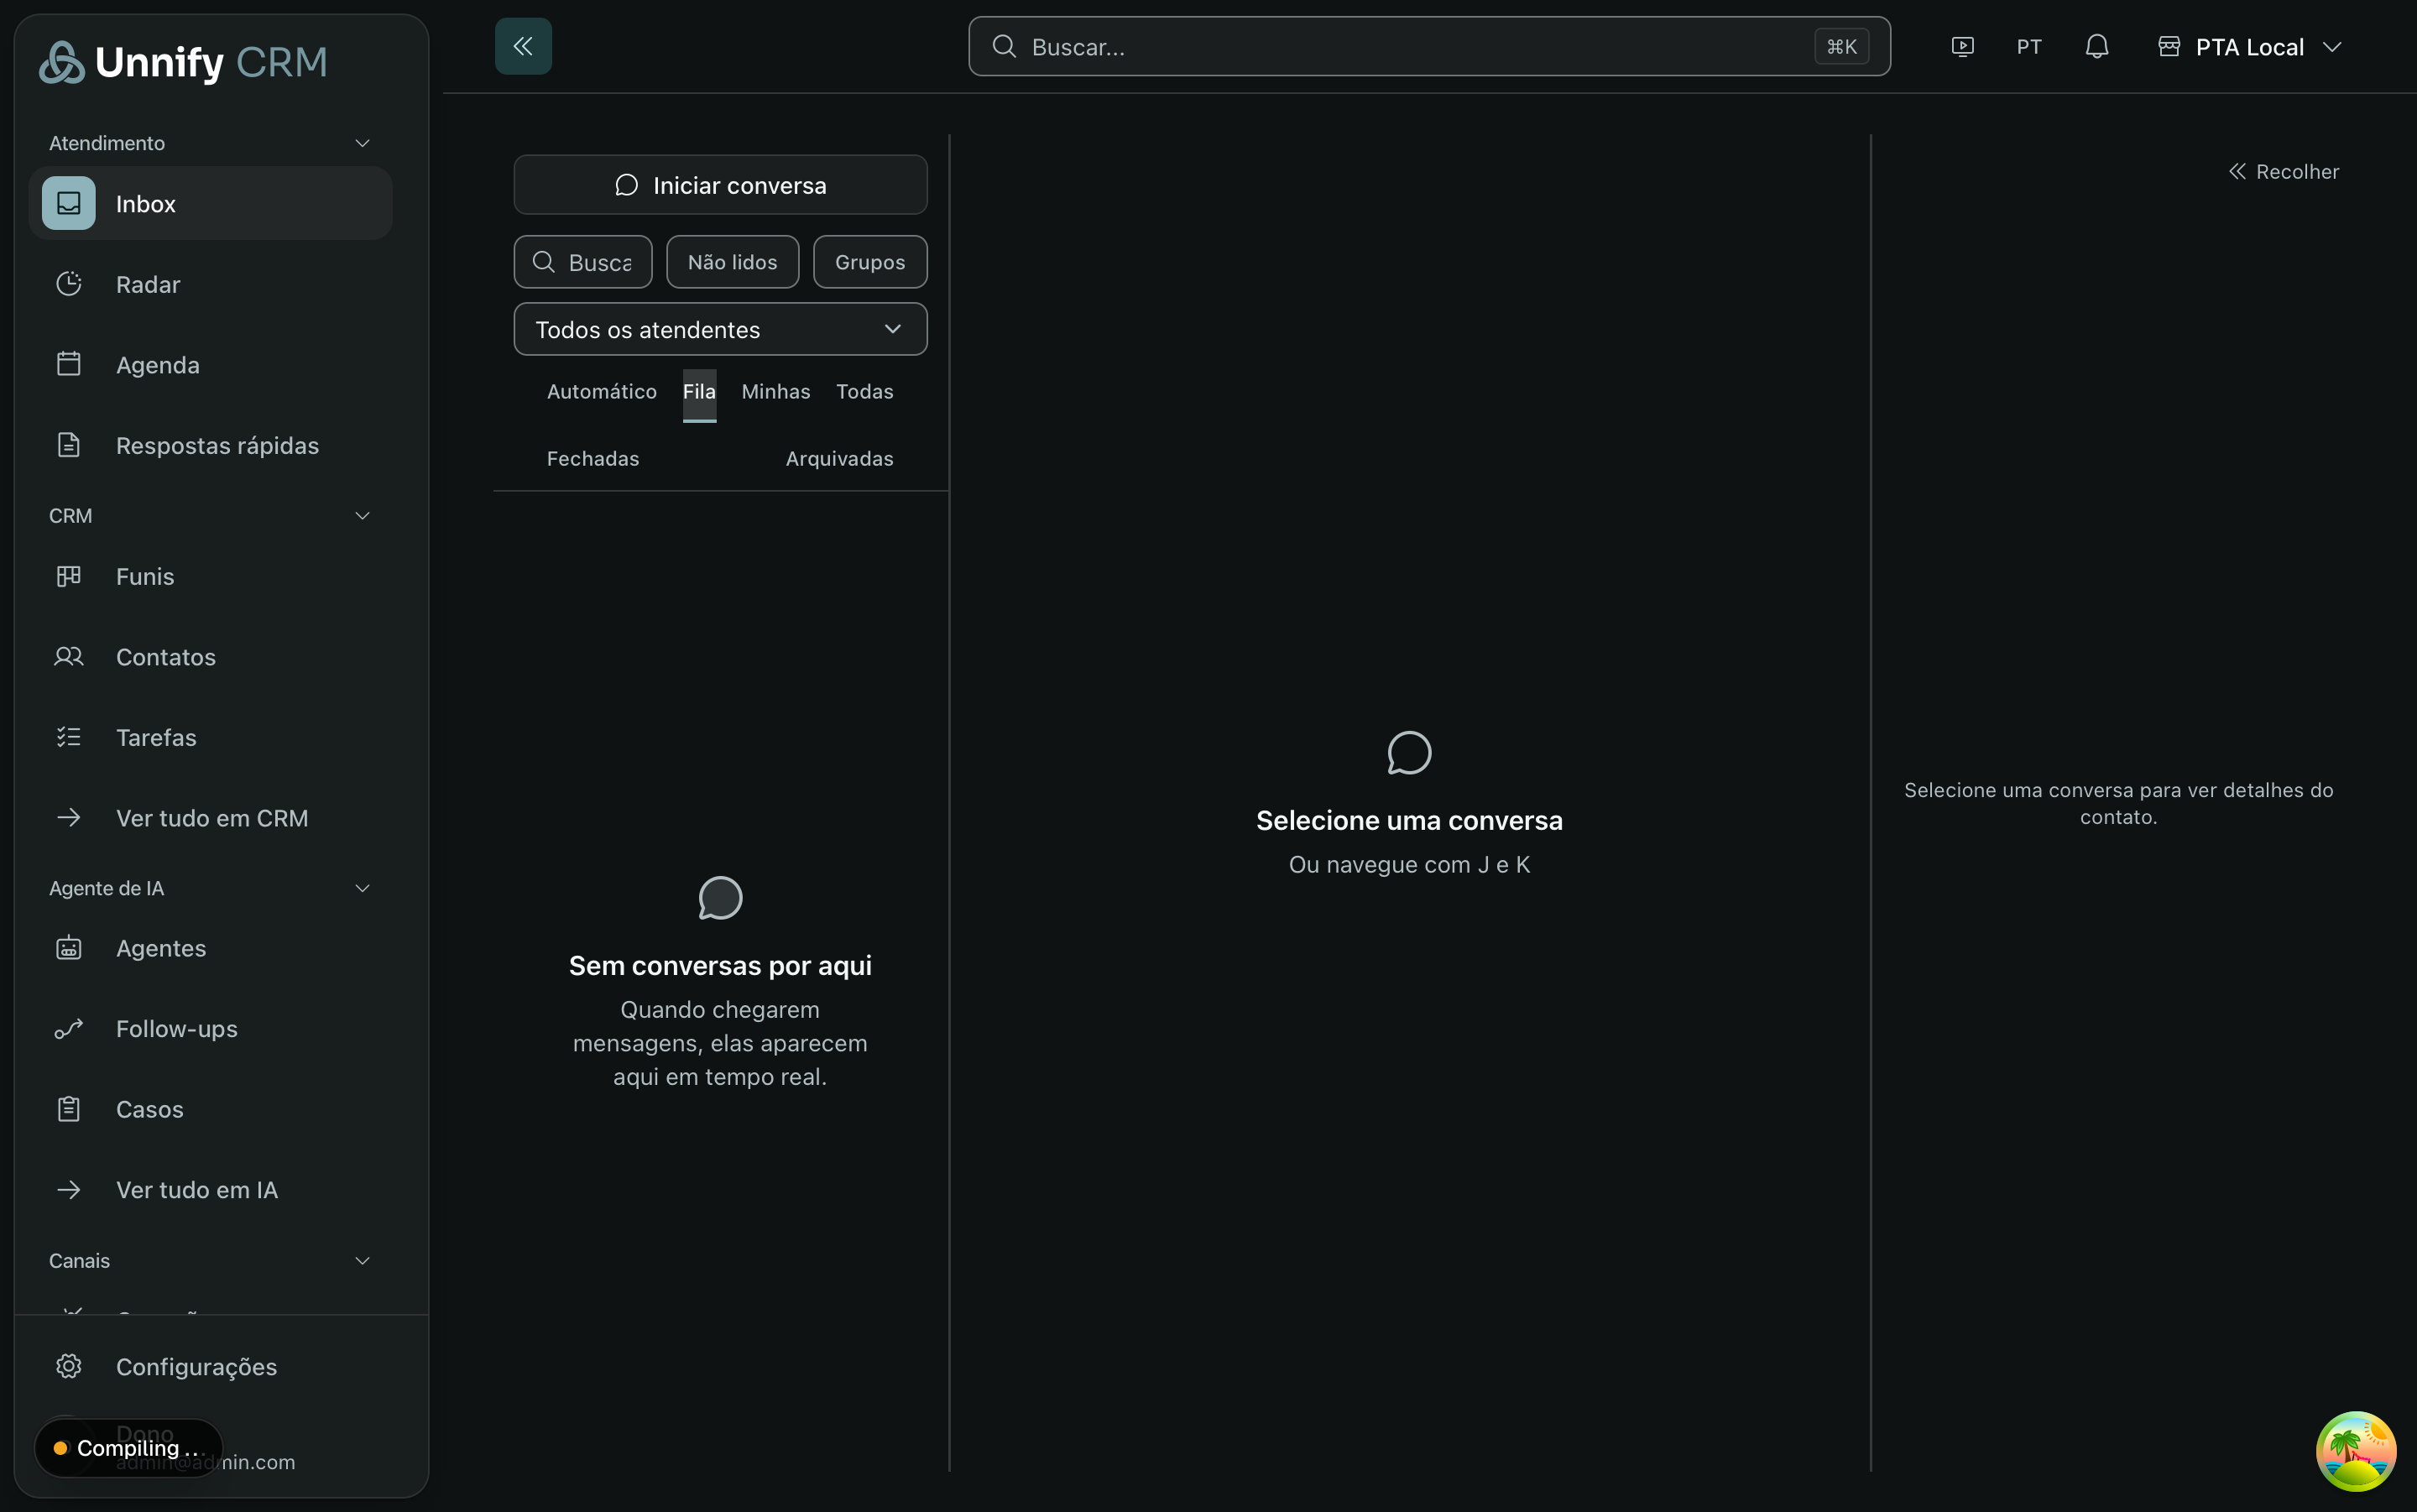 Unnify CRM
Buscar...
⌘K
PT
PTA Local
Atendimento
Inbox
Radar
Agenda
Respostas rápidas
CRM
Funis
Contatos
Tarefas
Ver tudo em CRM
Agente de IA
Agentes
Follow-ups
Casos
Ver tudo em IA
Canais
Configurações
Dono
admin@admin.com
Compiling ...
Iniciar conversa
Busca
Não lidos
Grupos
Todos os atendentes
Automático
Fila
Minhas
Todas
Fechadas
Arquivadas
Sem conversas por aqui
Quando chegarem
mensagens, elas aparecem
aqui em tempo real.
Selecione uma conversa
Ou navegue com J e K
Recolher
Selecione uma conversa para ver detalhes do
contato.